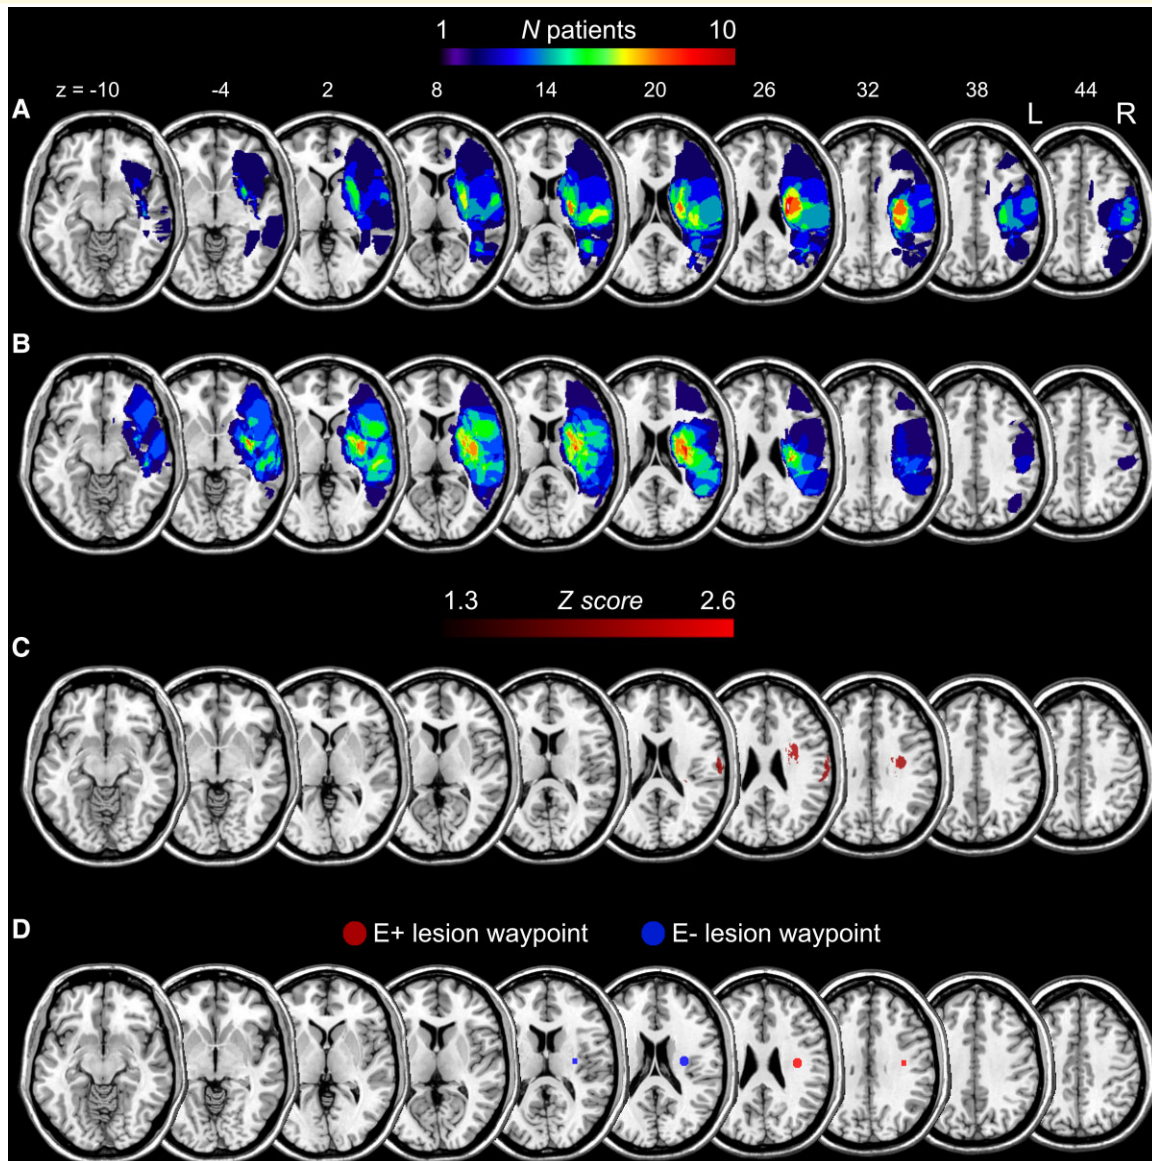 1 N patients 10
z = -10 -4 2 8 14 20 26 32 38 44
A
L R
B
1.3 Z score 2.6
C
D
E+ lesion waypoint E- lesion waypoint